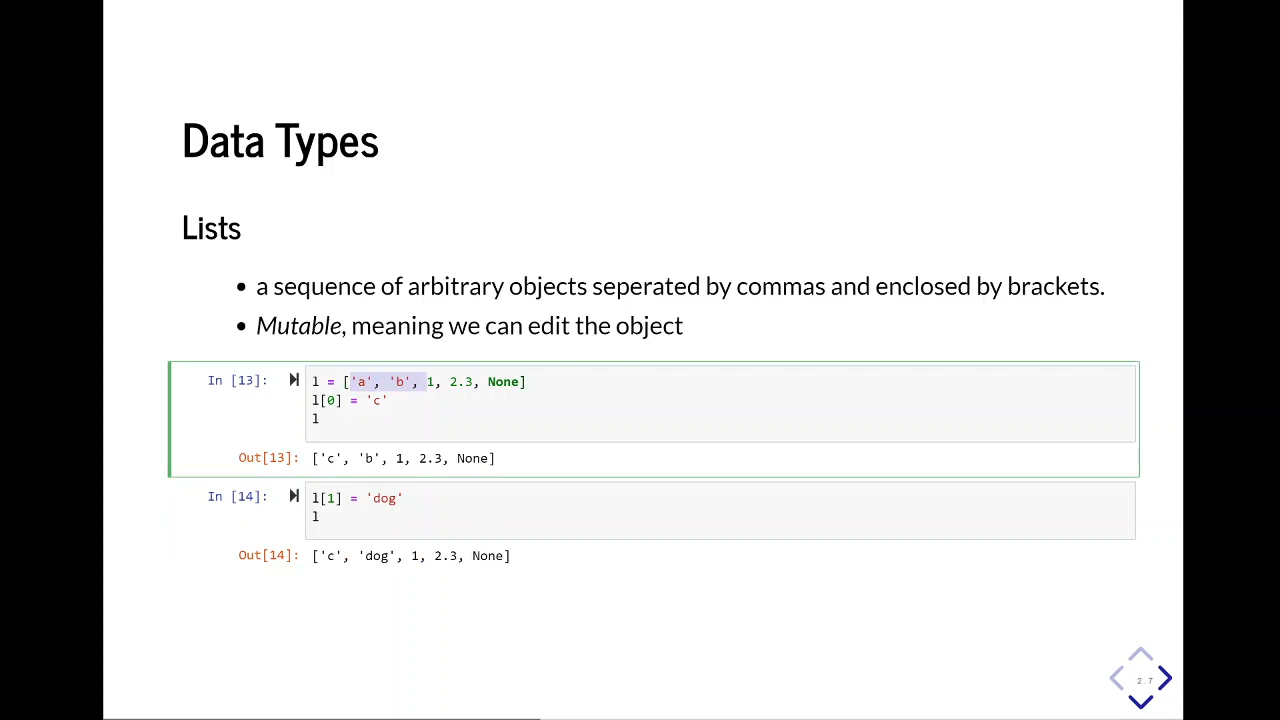 Data Types
Lists
• a sequence of arbitrary objects seperated by commas and enclosed by brackets.
• Mutable, meaning we can edit the object
In [13]: l = ['a', 'b', 1, 2.3, None]
l[0] = 'c'
l
Out[13]: ['c', 'b', 1, 2.3, None]
In [14]: l[1] = 'dog'
l
Out[14]: ['c', 'dog', 1, 2.3, None]
2 7